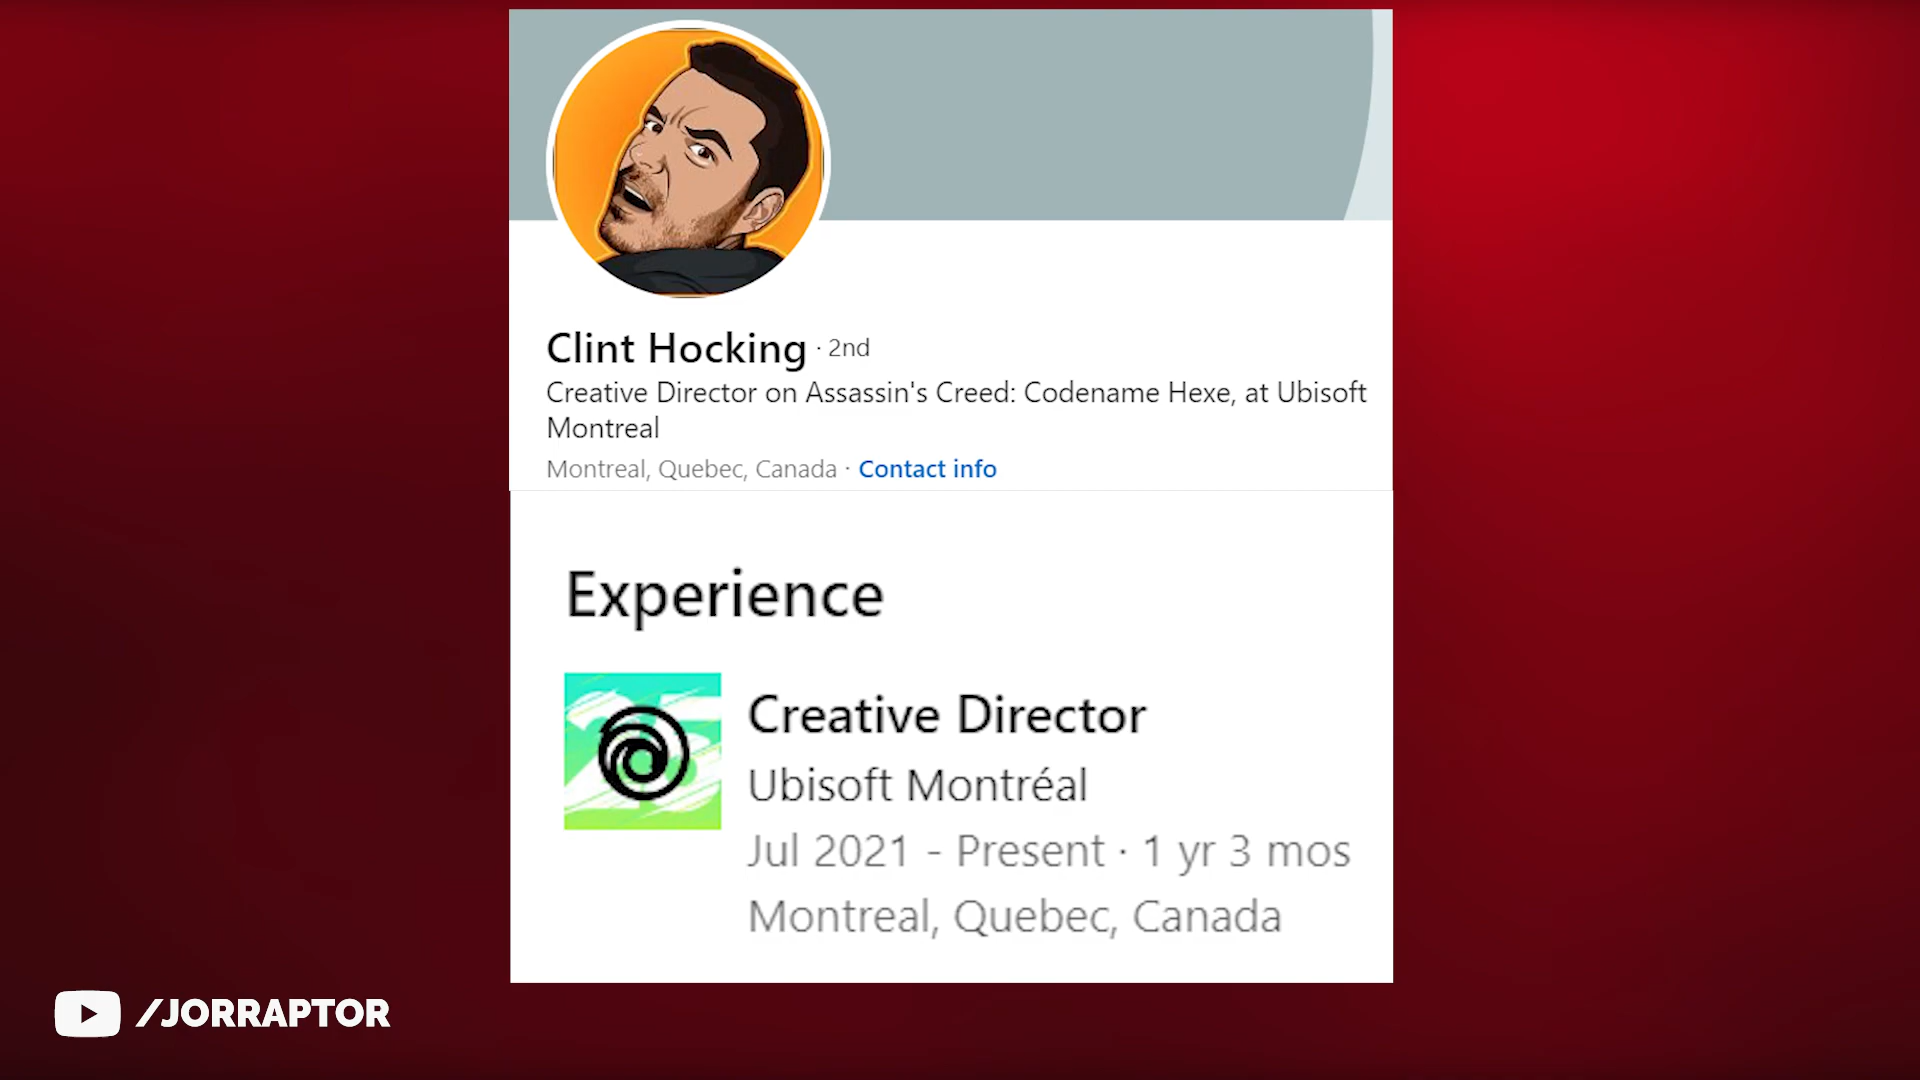 Clint Hocking · 2nd
Creative Director on Assassin's Creed: Codename Hexe, at Ubisoft
Montreal
Montreal, Quebec, Canada · Contact info
Experience
25
Creative Director
Ubisoft Montréal
Jul 2021 - Present · 1 yr 3 mos
Montreal, Quebec, Canada
/JORRAPTOR